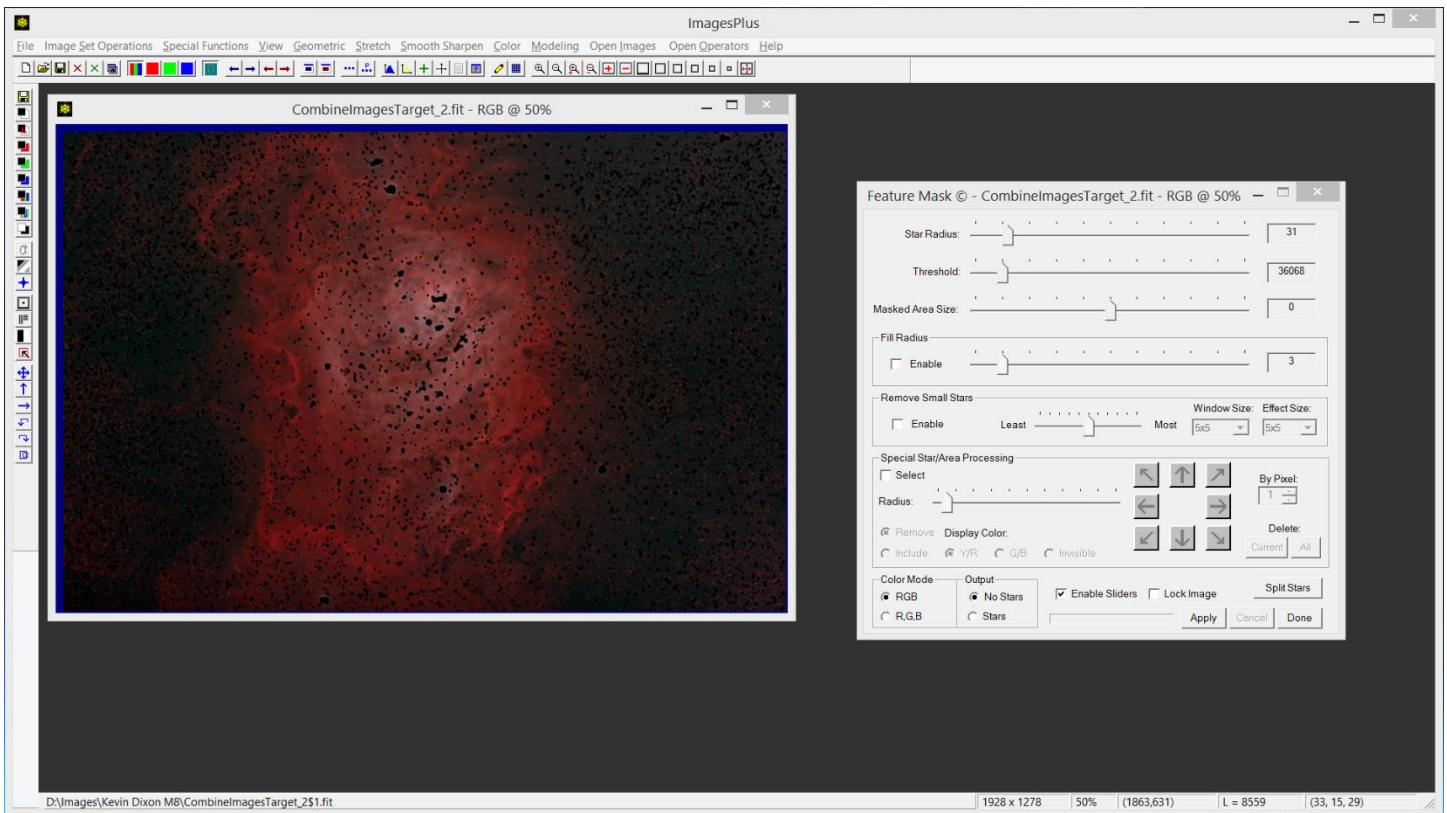 ImagesPlus
File Image Set Operations Special Functions View Geometric Stretch Smooth Sharpen Color Modeling Open Images Open Operators Help
CombineImagesTarget_2.fit - RGB @ 50%
Feature Mask © - CombineImagesTarget_2.fit - RGB @ 50%
Star Radius: 31
Threshold: 36068
Masked Area Size: 0
Fill Radius
Enable 3
Remove Small Stars
Window Size: Effect Size:
Enable Least Most 5x5 5x5
Special Star/Area Processing
Select
By Pixel:
Radius: 1
Remove Display Color: Delete:
Include Y/R G/B Invisible Current All
Color Mode Output
RGB No Stars Enable Sliders Lock Image Split Stars
R,G,B Stars Apply Cancel Done
D:\Images\Kevin Dixon M8\CombineImagesTarget_2$1.fit 1928 x 1278 50% (1863,631) L = 8559 (33, 15, 29)